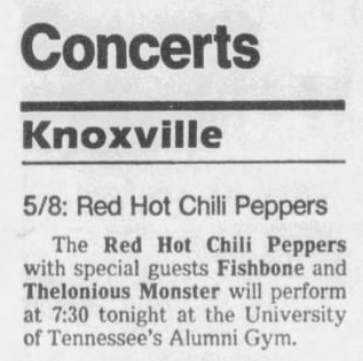 Concerts
Knoxville
5/8: Red Hot Chili Peppers
The Red Hot Chili Peppers
with special guests Fishbone and
Thelonious Monster will perform
at 7:30 tonight at the University
of Tennessee's Alumni Gym.